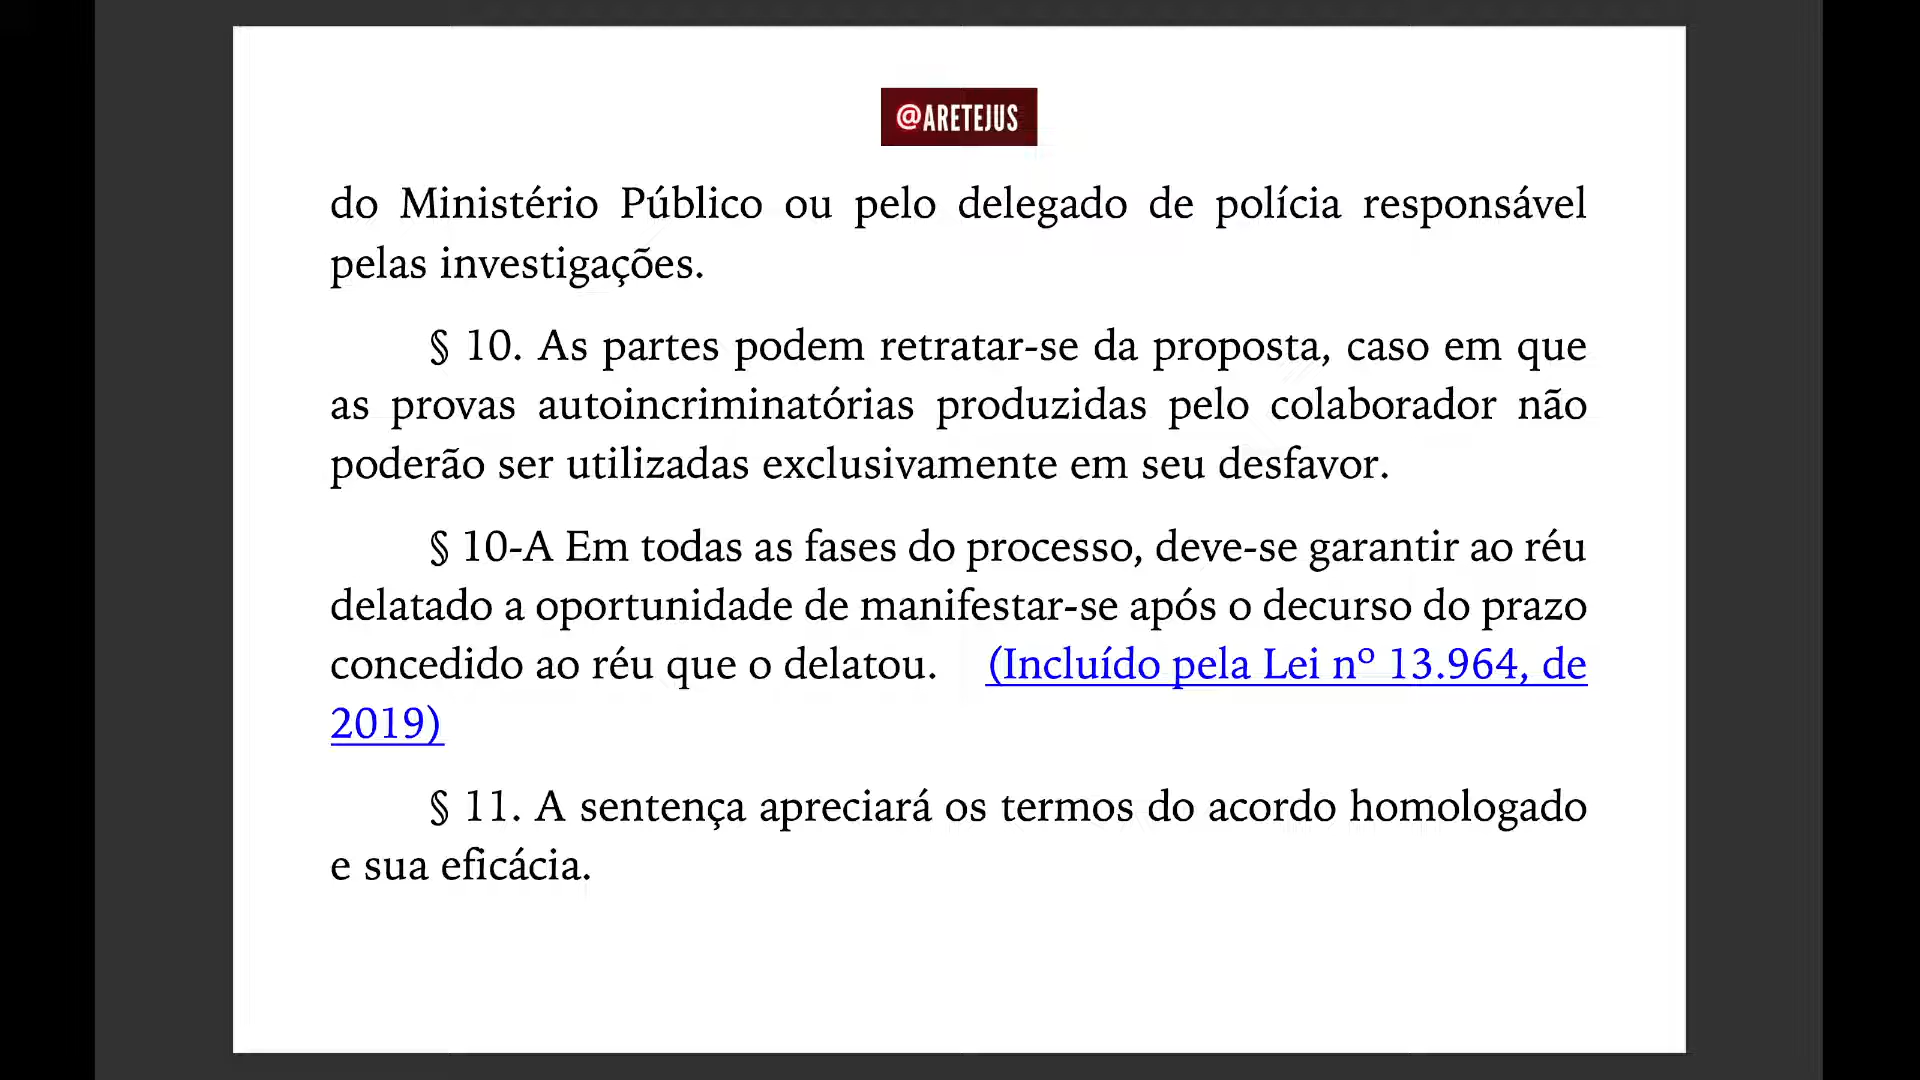 @ARETEJUS
do Ministério Público ou pelo delegado de polícia responsável
pelas investigações.
§ 10. As partes podem retratar-se da proposta, caso em que
as provas autoincriminatórias produzidas pelo colaborador não
poderão ser utilizadas exclusivamente em seu desfavor.
§ 10-A Em todas as fases do processo, deve-se garantir ao réu
delatado a oportunidade de manifestar-se após o decurso do prazo
concedido ao réu que o delatou. (Incluído pela Lei nº 13.964, de
2019)
§ 11. A sentença apreciará os termos do acordo homologado
e sua eficácia.